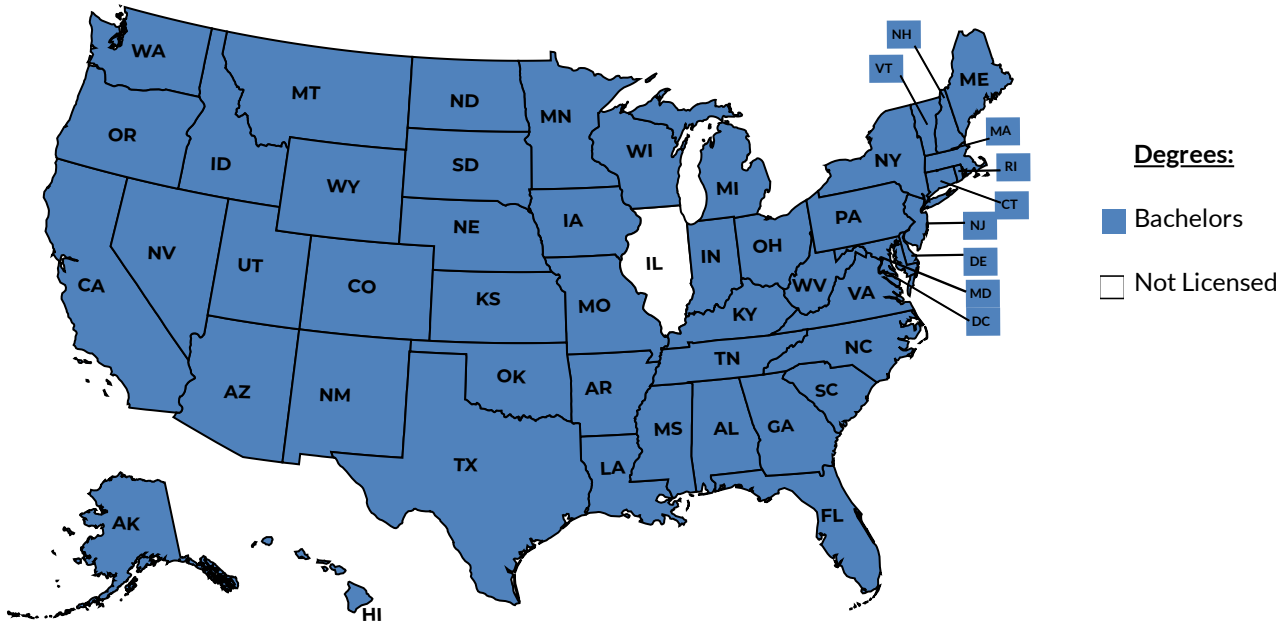 NH
WA
VT
ME
MT
ND
MN
OR
MA
WI
NY
ID
SD
RI
MI
WY
CT
PA
IA
NE
NJ
OH
NV
IN
UT
IL
DE
CA
CO
WV
VA
MD
KS
MO
KY
DC
NC
TN
OK
AZ
AR
SC
NM
MS
AL
GA
TX
LA
FL
AK
HI
Degrees:
Bachelors
Not Licensed